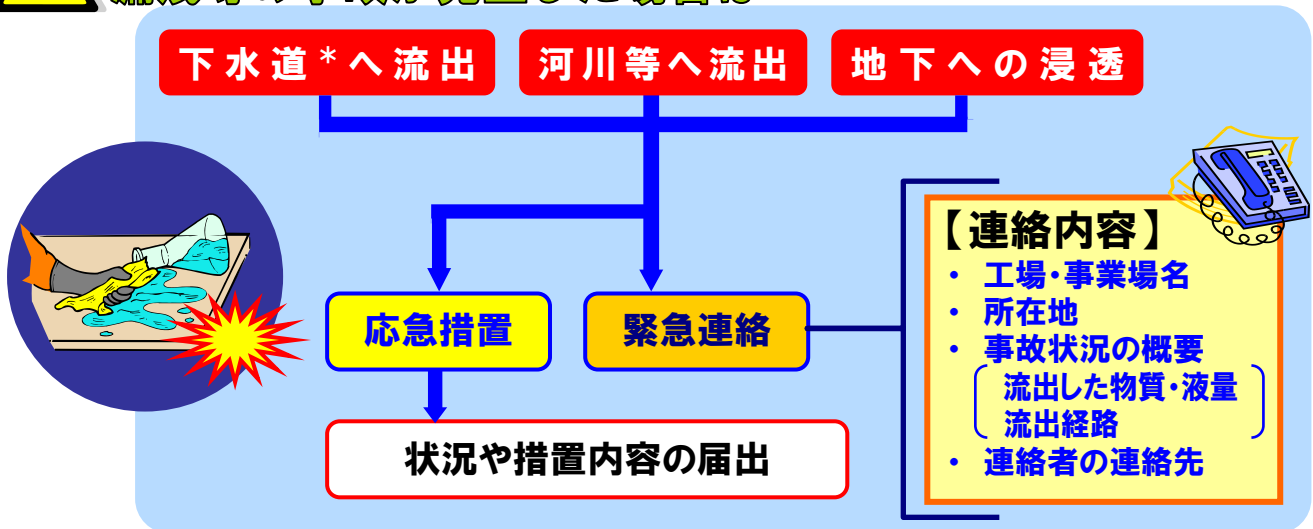 下水道*へ流出
河川等へ流出
地下への浸透
応急措置
緊急連絡
状況や措置内容の届出
【連絡内容】
・ 工場・事業場名
・ 所在地
・ 事故状況の概要
流出した物質・液量
流出経路
・ 連絡者の連絡先